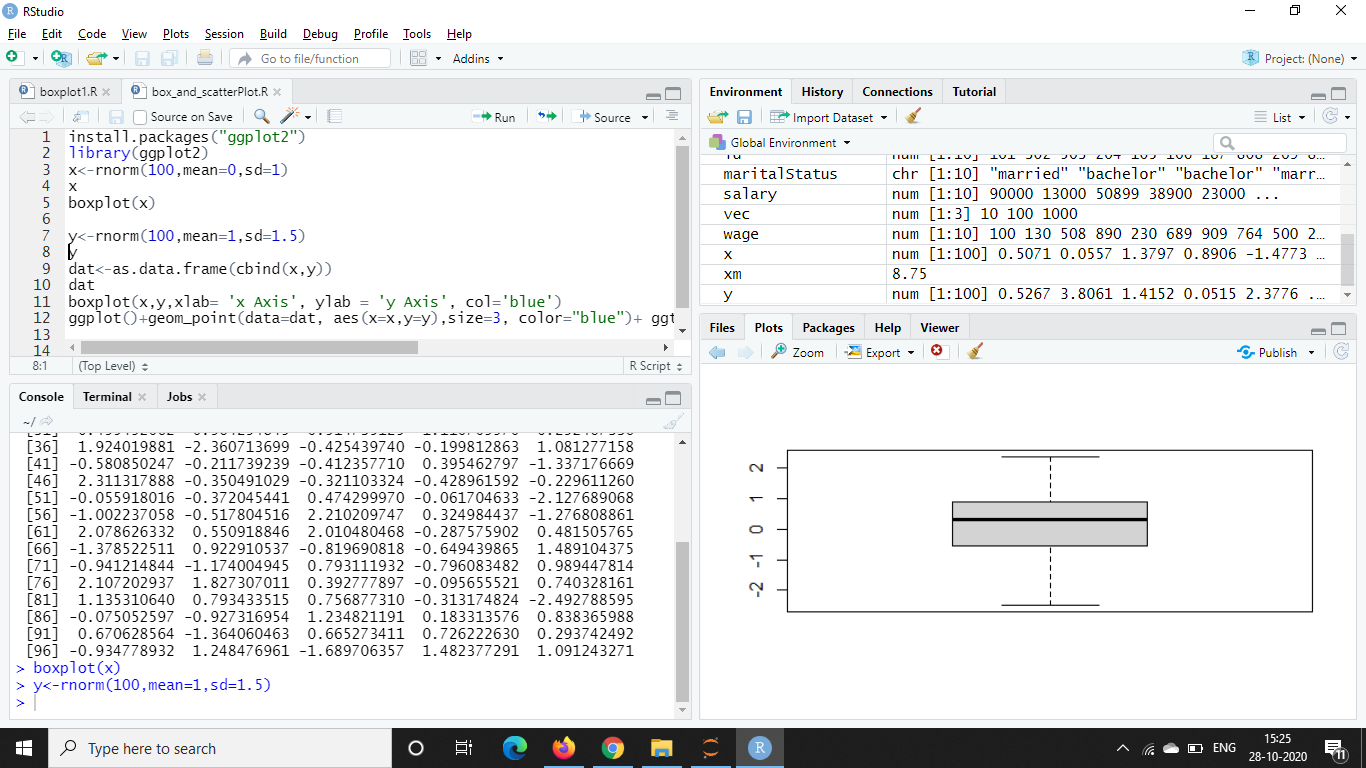 RStudio
File Edit Code View Plots Session Build Debug Profile Tools Help
Go to file/function Addins Project: (None)
boxplot1.R box_and_scatterPlot.R
Source on Save Run Source
1 install.packages("ggplot2")
2 library(ggplot2)
3 x<-rnorm(100,mean=0,sd=1)
4 x
5 boxplot(x)
6
7 y<-rnorm(100,mean=1,sd=1.5)
8 y
9 dat<-as.data.frame(cbind(x,y))
10 dat
11 boxplot(x,y,xlab= 'x Axis', ylab = 'y Axis', col='blue')
12 ggplot()+geom_point(data=dat, aes(x=x,y=y),size=3, color="blue")+ ggt
13
14
8:1 (Top Level) R Script
Console Terminal Jobs
~/
[36] 1.924019881 -2.360713699 -0.425439740 -0.199812863 1.081277158
[41] -0.580850247 -0.211739239 -0.412357710 0.395462797 -1.337176669
[46] 2.311317888 -0.350491029 -0.321103324 -0.428961592 -0.229611260
[51] -0.055918016 -0.372045441 0.474299970 -0.061704633 -2.127689068
[56] -1.002237058 -0.517804516 2.210209747 0.324984437 -1.276808861
[61] 2.078626332 0.550918846 2.010480468 -0.287575902 0.481505765
[66] -1.378522511 0.922910537 -0.819690818 -0.649439865 1.489104375
[71] -0.941214844 -1.174004945 0.793111932 -0.796083482 0.989447814
[76] 2.107202937 1.827307011 0.392777897 -0.095655521 0.740328161
[81] 1.135310640 0.793433515 0.756877310 -0.313174824 -2.492788595
[86] -0.075052597 -0.927316954 1.234821191 0.183313576 0.838365988
[91] 0.670628564 -1.364060463 0.665273411 0.726222630 0.293742492
[96] -0.934778932 1.248476961 -1.689706357 1.482377291 1.091243271
> boxplot(x)
> y<-rnorm(100,mean=1,sd=1.5)
>
Environment History Connections Tutorial
Import Dataset List
Global Environment
maritalStatus chr [1:10] "married" "bachelor" "bachelor" "marr…
salary num [1:10] 90000 13000 50899 38900 23000 ...
vec num [1:3] 10 100 1000
wage num [1:10] 100 130 508 890 230 689 909 764 500 2…
x num [1:100] 0.5071 0.0557 1.3797 0.8906 -1.4773 …
xm 8.75
y num [1:100] 0.5267 3.8061 1.4152 0.0515 2.3776 .…
Files Plots Packages Help Viewer
Zoom Export Publish
2
1
0
-1
-2
Type here to search
R
ENG
15:25
28-10-2020
11